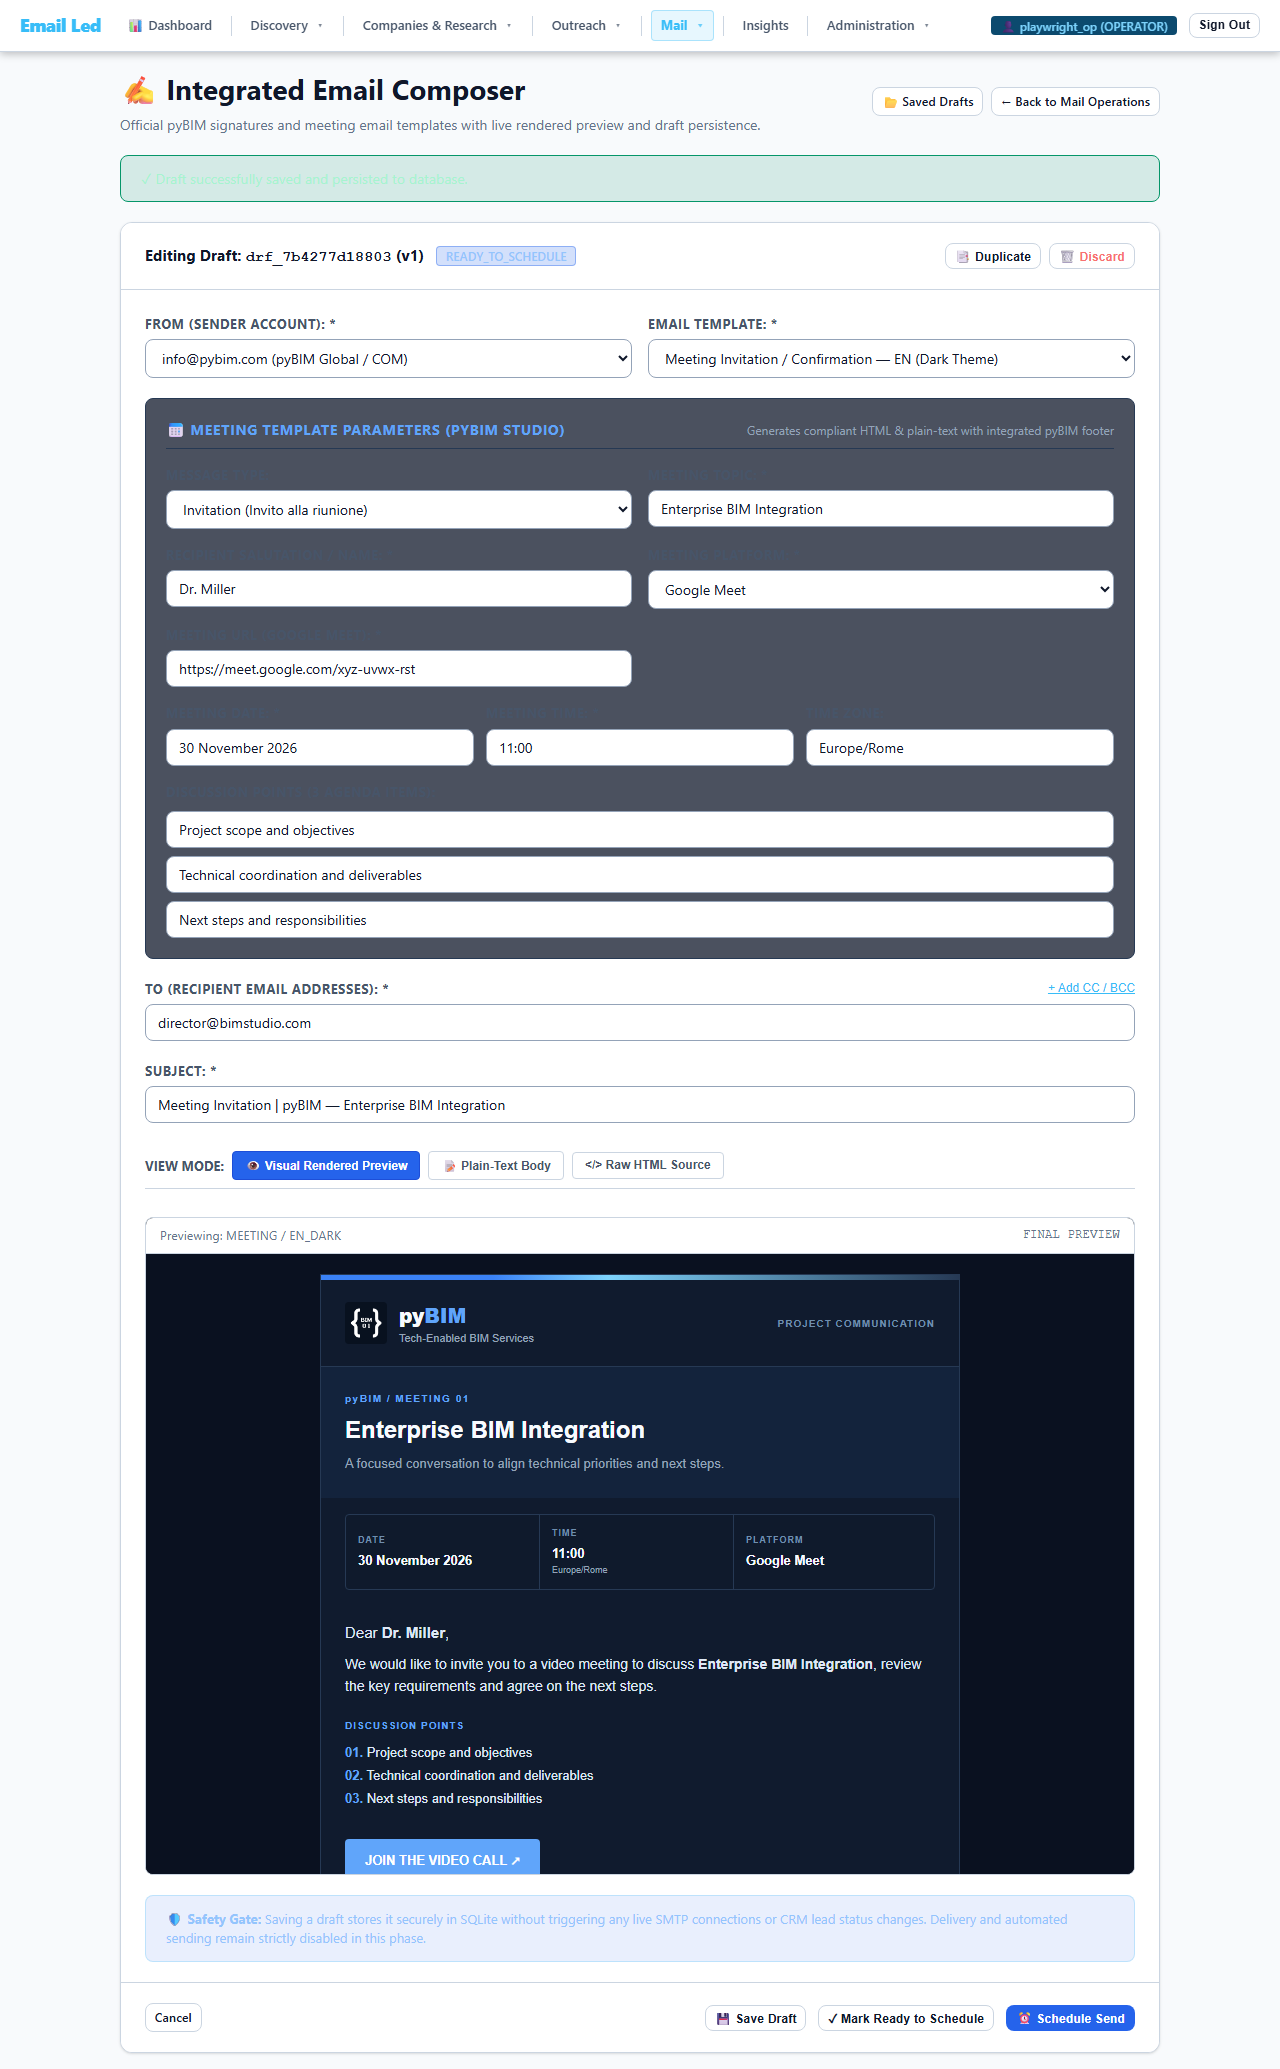 Email Led
Dashboard
Discovery
Companies & Research
Outreach
Mail
Insights
Administration
playwright_op (OPERATOR)
Sign Out
Integrated Email Composer
Official pyBIM signatures and meeting email templates with live rendered preview and draft persistence.
Saved Drafts
← Back to Mail Operations
✓ Draft successfully saved and persisted to database.
Editing Draft: drf_7b4277d18803 (v1)
READY_TO_SCHEDULE
Duplicate
Discard
FROM (SENDER ACCOUNT): *
EMAIL TEMPLATE: *
info@pybim.com (pyBIM Global / COM)
Meeting Invitation / Confirmation — EN (Dark Theme)
MEETING TEMPLATE PARAMETERS (PYBIM STUDIO)
Generates compliant HTML & plain-text with integrated pyBIM footer
Invitation (Invito alla riunione)
Enterprise BIM Integration
Dr. Miller
Google Meet
https://meet.google.com/xyz-uvwx-rst
30 November 2026
11:00
Europe/Rome
Project scope and objectives
Technical coordination and deliverables
Next steps and responsibilities
TO (RECIPIENT EMAIL ADDRESSES): *
+ Add CC / BCC
director@bimstudio.com
SUBJECT: *
Meeting Invitation | pyBIM — Enterprise BIM Integration
VIEW MODE:
Visual Rendered Preview
Plain-Text Body
</> Raw HTML Source
Previewing: MEETING / EN_DARK
FINAL PREVIEW
{BIM UI}
pyBIM
Tech-Enabled BIM Services
PROJECT COMMUNICATION
pyBIM / MEETING 01
Enterprise BIM Integration
A focused conversation to align technical priorities and next steps.
DATE
30 November 2026
TIME
11:00
Europe/Rome
PLATFORM
Google Meet
Dear Dr. Miller,
We would like to invite you to a video meeting to discuss Enterprise BIM Integration, review
the key requirements and agree on the next steps.
DISCUSSION POINTS
01. Project scope and objectives
02. Technical coordination and deliverables
03. Next steps and responsibilities
JOIN THE VIDEO CALL ↗
Safety Gate: Saving a draft stores it securely in SQLite without triggering any live SMTP connections or CRM lead status changes. Delivery and automated
sending remain strictly disabled in this phase.
Cancel
Save Draft
✓ Mark Ready to Schedule
Schedule Send